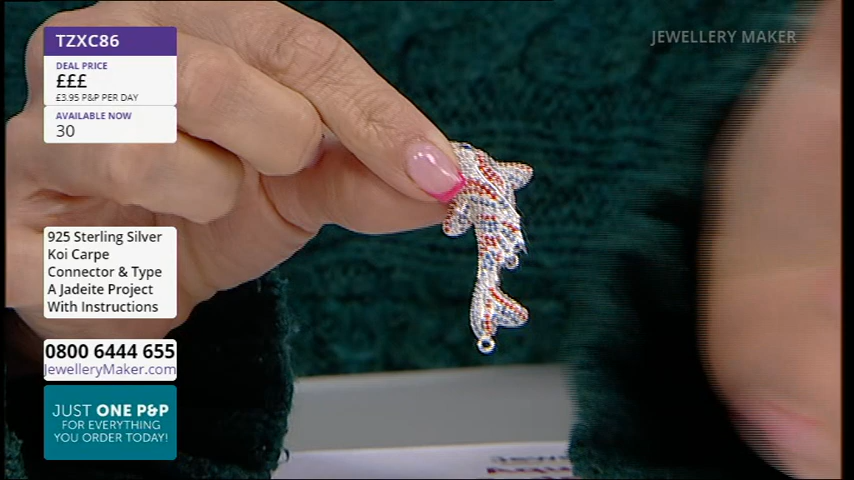 TZXC86
DEAL PRICE
£££
£3.95 P&P PER DAY
AVAILABLE NOW
30
925 Sterling Silver
Koi Carpe
Connector & Type
A Jadeite Project
With Instructions
0800 6444 655
JewelleryMaker.com
JUST ONE P&P
FOR EVERYTHING
YOU ORDER TODAY!
JEWELLERY MAKER